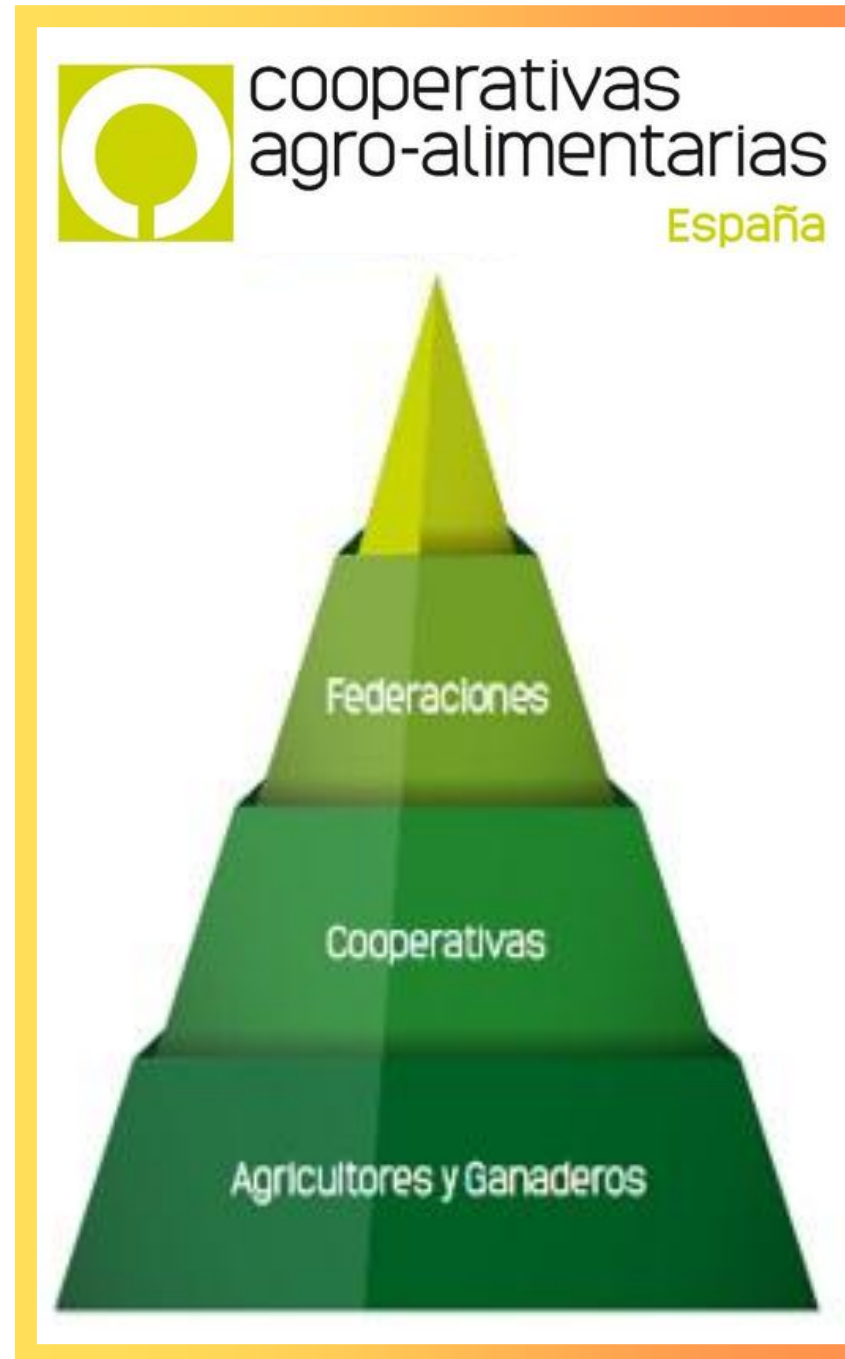 cooperativas
agro-alimentarias
España
Federaciones
Cooperativas
Agricultores y Ganaderos